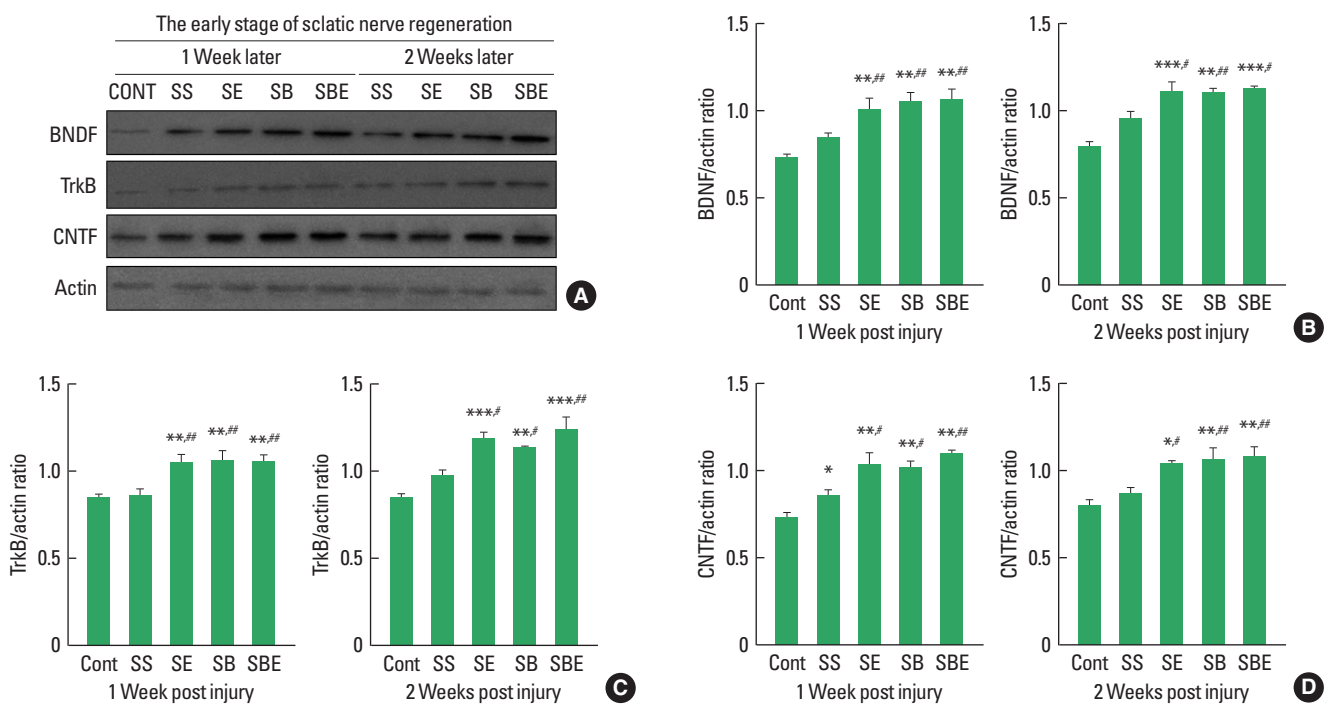 The early stage of sclatic nerve regeneration
1 Week later 2 Weeks later
CONT SS SE SB SBE SS SE SB SBE
BNDF
TrkB
CNTF
Actin
A
1.5
1.0
0.5
0
BDNF/actin ratio
**,## **,## **,##
Cont SS SE SB SBE
1 Week post injury
1.5
1.0
0.5
0
BDNF/actin ratio
***,# **,## ***,#
Cont SS SE SB SBE
2 Weeks post injury
B
1.5
1.0
0.5
0
TrkB/actin ratio
**,## **,## **,##
Cont SS SE SB SBE
1 Week post injury
1.5
1.0
0.5
0
TrkB/actin ratio
***,# **,# ***,##
Cont SS SE SB SBE
2 Weeks post injury
C
1.5
1.0
0.5
0
CNTF/actin ratio
* **,# **,# **,##
Cont SS SE SB SBE
1 Week post injury
1.5
1.0
0.5
0
CNTF/actin ratio
*,# **,## **,##
Cont SS SE SB SBE
2 Weeks post injury
D